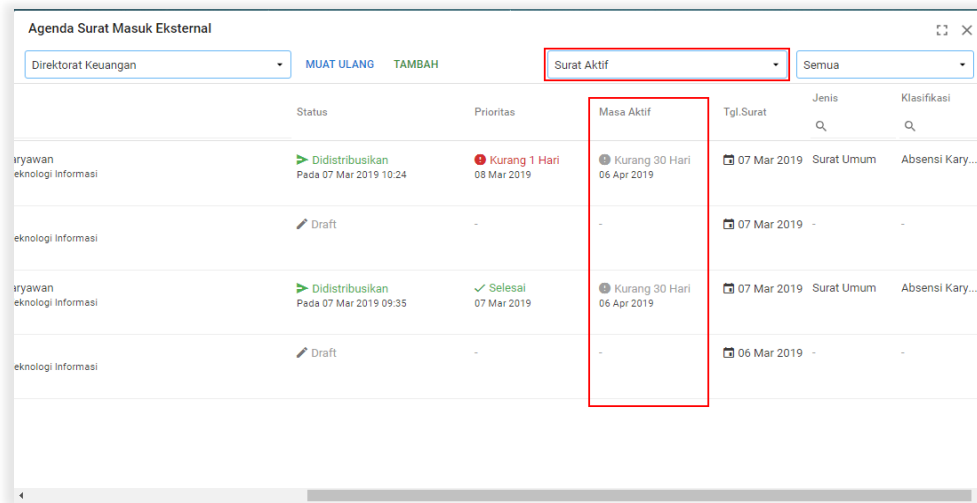 Agenda Surat Masuk Eksternal
Direktorat Keuangan MUAT ULANG TAMBAH Surat Aktif Semua
Status Prioritas Masa Aktif Tgl.Surat Jenis Klasifikasi
aryawan Didistribusikan Kurang 1 Hari Kurang 30 Hari 07 Mar 2019 Surat Umum Absensi Kary...
eknologi Informasi Pada 07 Mar 2019 10:24 08 Mar 2019 06 Apr 2019
Draft - - 07 Mar 2019 - -
eknologi Informasi
aryawan Didistribusikan Selesai Kurang 30 Hari 07 Mar 2019 Surat Umum Absensi Kary...
eknologi Informasi Pada 07 Mar 2019 09:35 07 Mar 2019 06 Apr 2019
Draft - - 06 Mar 2019 - -
eknologi Informasi